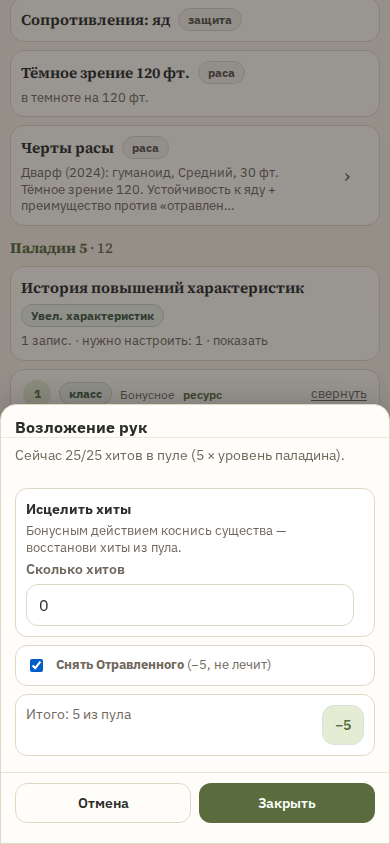 Сопротивления: яд защита
Тёмное зрение 120 фт. раса
в темноте на 120 фт.
Черты расы раса
Дварф (2024): гуманоид, Средний, 30 фт.
Тёмное зрение 120. Устойчивость к яду +
преимущество против «отравлен...
Паладин 5 · 12
История повышений характеристик
Увел. характеристик
1 запис. · нужно настроить: 1 · показать
1 класс Бонусное ресурс свернуть
Возложение рук
Сейчас 25/25 хитов в пуле (5 × уровень паладина).
Исцелить хиты
Бонусным действием коснись существа —
восстанови хиты из пула.
Сколько хитов
0
Снять Отравленного (−5, не лечит)
Итого: 5 из пула
−5
Отмена
Закрыть